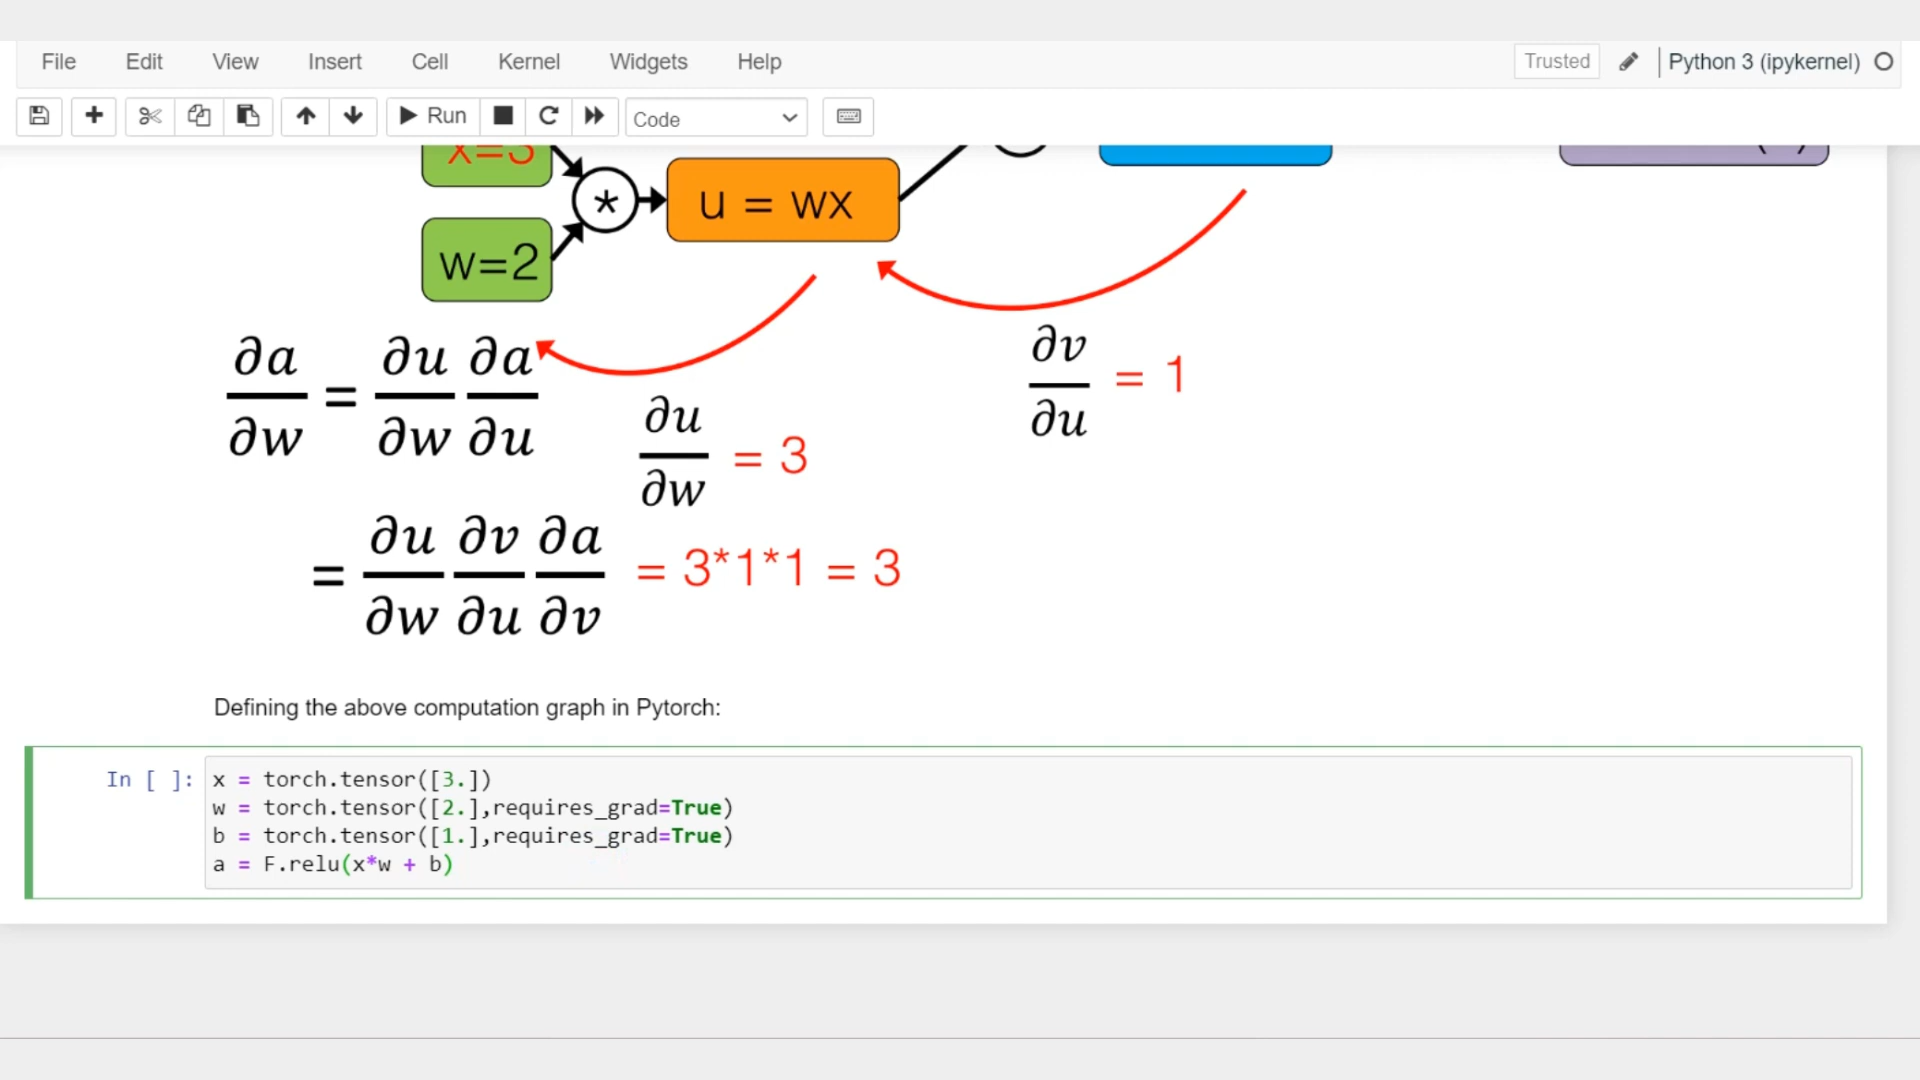 File Edit View Insert Cell Kernel Widgets Help Trusted Python 3 (ipykernel)
Run Code
x=3
* u = wx
w=2
∂a/∂w = ∂u/∂w ∂a/∂u
∂v/∂u = 1
∂u/∂w = 3
= ∂u/∂w ∂v/∂u ∂a/∂v = 3*1*1 = 3
Defining the above computation graph in Pytorch:
In [ ]: x = torch.tensor([3.])
w = torch.tensor([2.],requires_grad=True)
b = torch.tensor([1.],requires_grad=True)
a = F.relu(x*w + b)